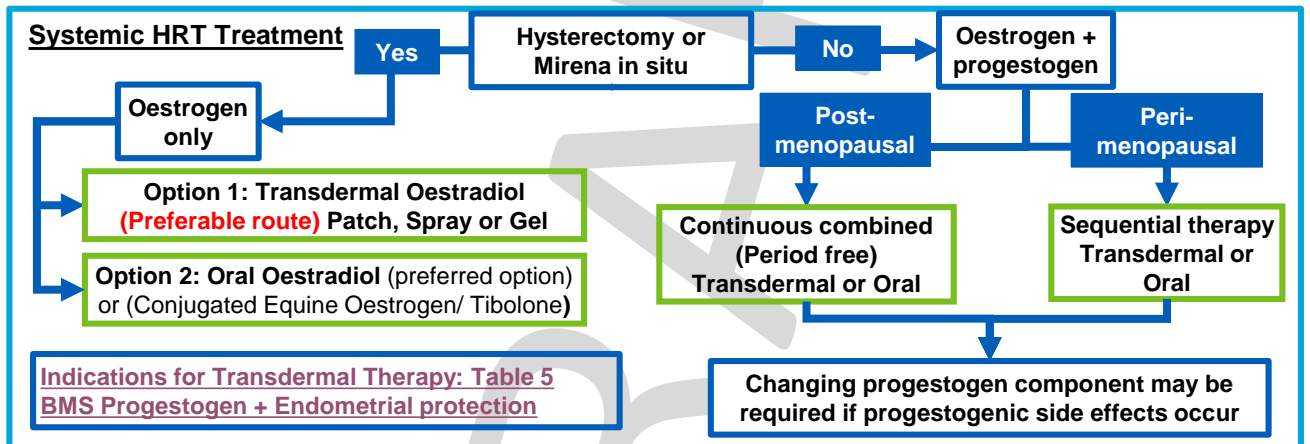 Systemic HRT Treatment
Yes
Hysterectomy or
Mirena in situ
No
Oestrogen +
progestogen
Oestrogen
only
Post-
menopausal
Peri-
menopausal
Option 1: Transdermal Oestradiol
(Preferable route) Patch, Spray or Gel
Option 2: Oral Oestradiol (preferred option)
or (Conjugated Equine Oestrogen/ Tibolone)
Continuous combined
(Period free)
Transdermal or Oral
Sequential therapy
Transdermal or
Oral
Indications for Transdermal Therapy: Table 5
BMS Progestogen + Endometrial protection
Changing progestogen component may be
required if progestogenic side effects occur